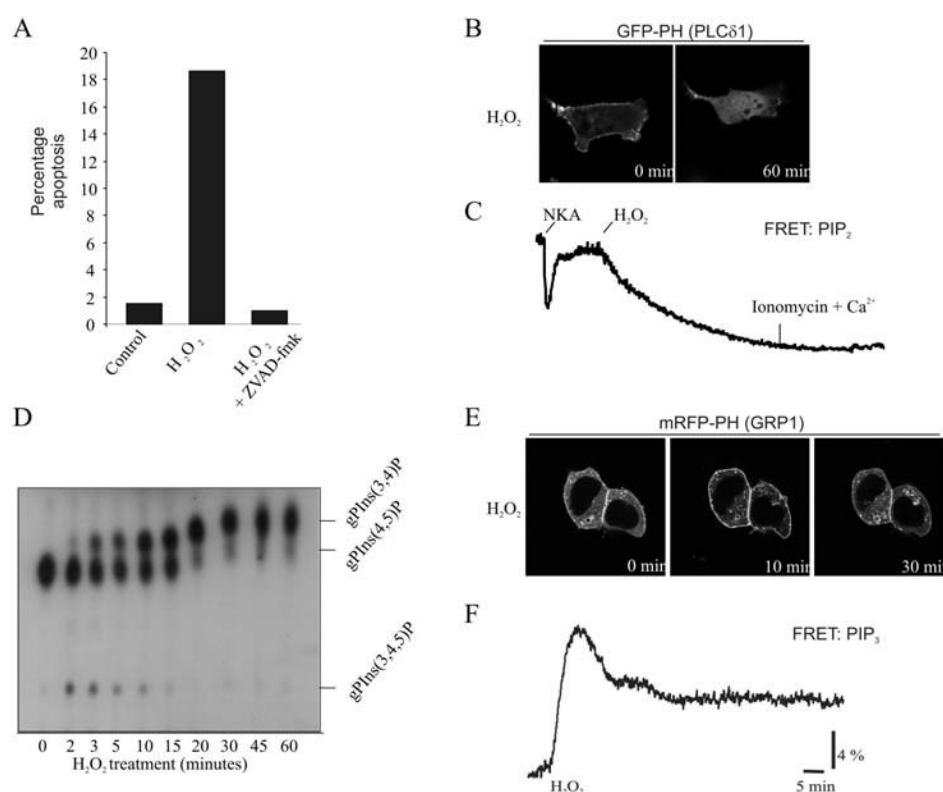 A
Percentage
apoptosis
20
18
16
14
12
10
8
6
4
2
0
Control
H₂O₂
H₂O₂
+ ZVAD-fmk
B
GFP-PH (PLCδ1)
H₂O₂
0 min
60 min
C
NKA
H₂O₂
FRET: PIP₂
Ionomycin + Ca²⁺
D
gPIns(3,4)P
gPIns(4,5)P
gPIns(3,4,5)P
0 2 3 5 10 15 20 30 45 60
H₂O₂ treatment (minutes)
E
mRFP-PH (GRP1)
H₂O₂
0 min
10 min
30 min
F
FRET: PIP₃
H₂O₂
4 %
5 min